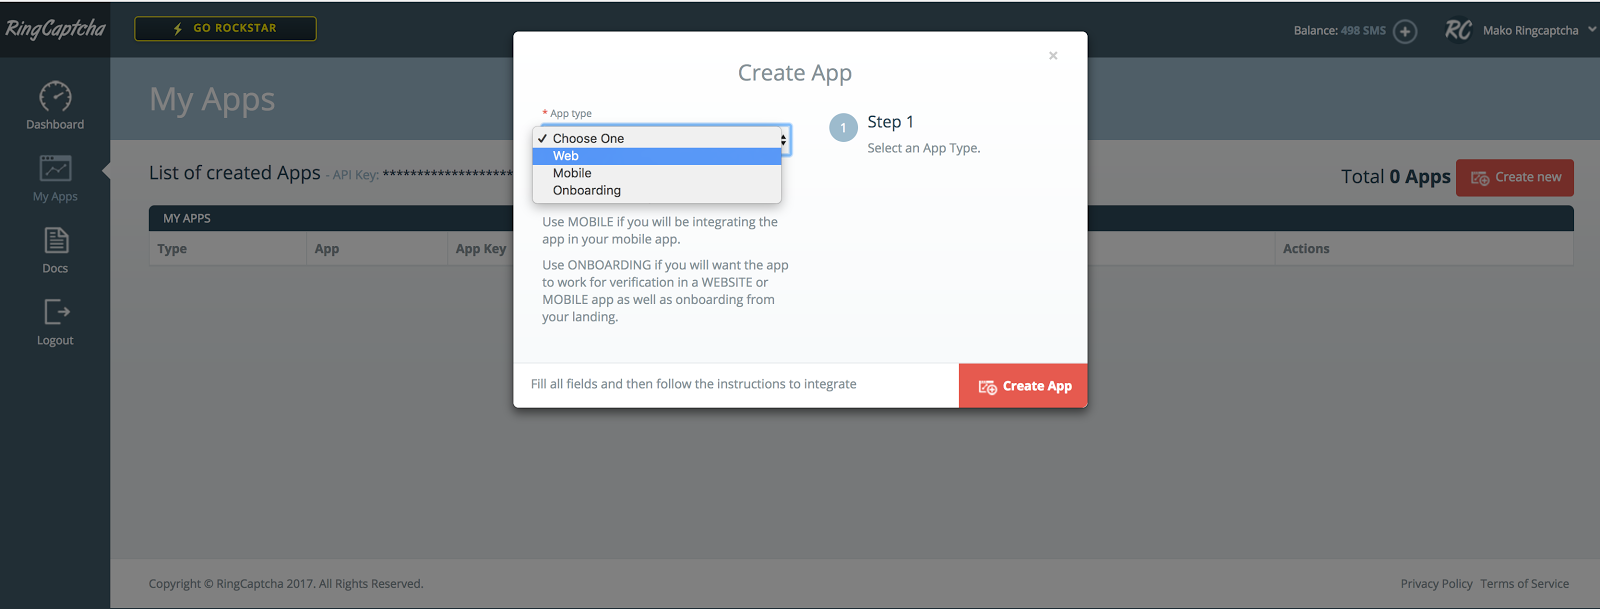 RingCaptcha
GO ROCKSTAR
Balance: 498 SMS
RC
Mako Ringcaptcha
Dashboard
My Apps
Docs
Logout
My Apps
List of created Apps - API Key: *******************
Total 0 Apps
Create new
MY APPS
Type
App
App Key
Actions
×
Create App
* App type
✓ Choose One
Web
Mobile
Onboarding
Use MOBILE if you will be integrating the
app in your mobile app.
Use ONBOARDING if you will want the app
to work for verification in a WEBSITE or
MOBILE app as well as onboarding from
your landing.
1
Step 1
Select an App Type.
Fill all fields and then follow the instructions to integrate
Create App
Copyright © RingCaptcha 2017. All Rights Reserved.
Privacy Policy
Terms of Service